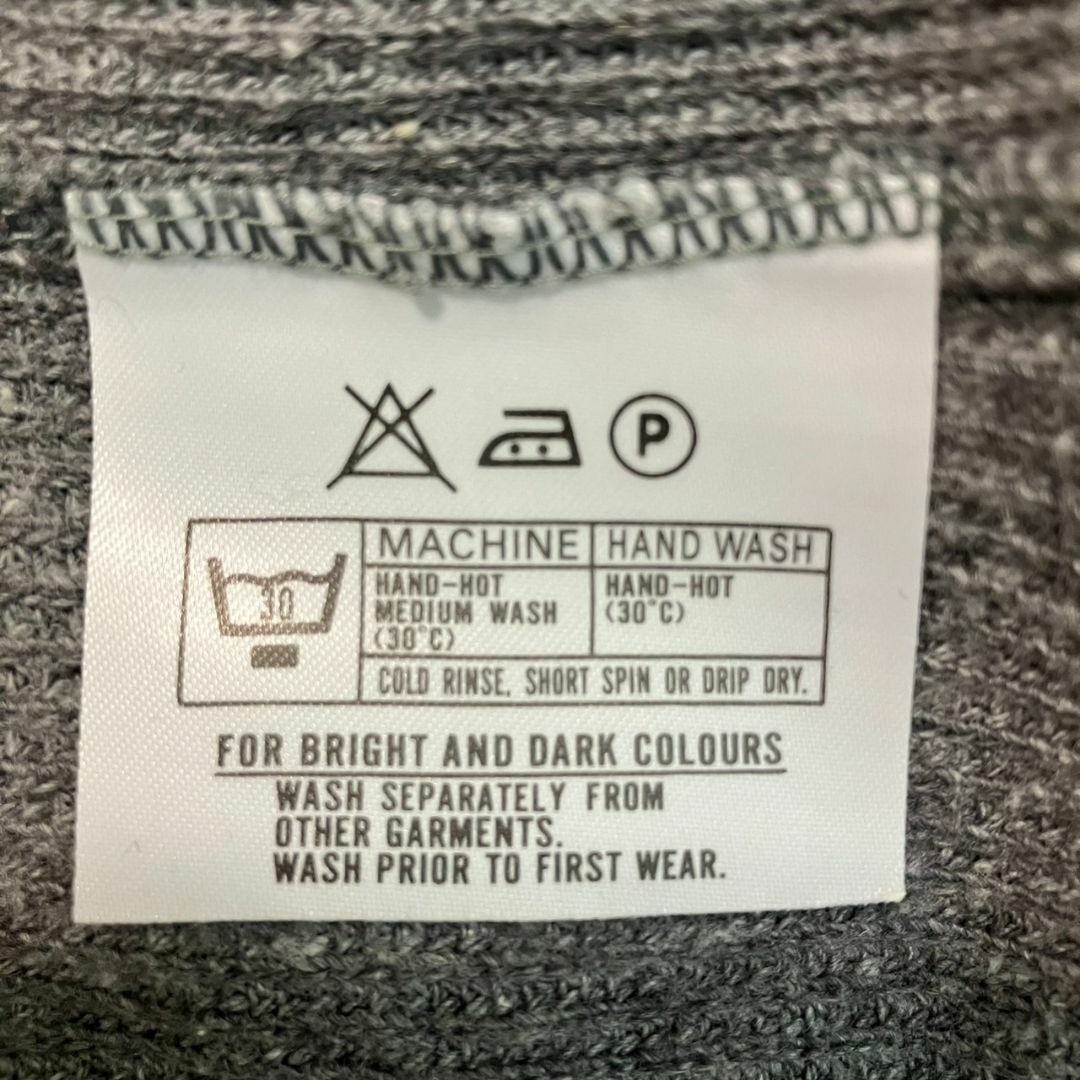 P
MACHINE HAND WASH
30
HAND-HOT
MEDIUM WASH
(30°C)
HAND-HOT
(30°C)
COLD RINSE, SHORT SPIN OR DRIP DRY.
FOR BRIGHT AND DARK COLOURS
WASH SEPARATELY FROM
OTHER GARMENTS.
WASH PRIOR TO FIRST WEAR.